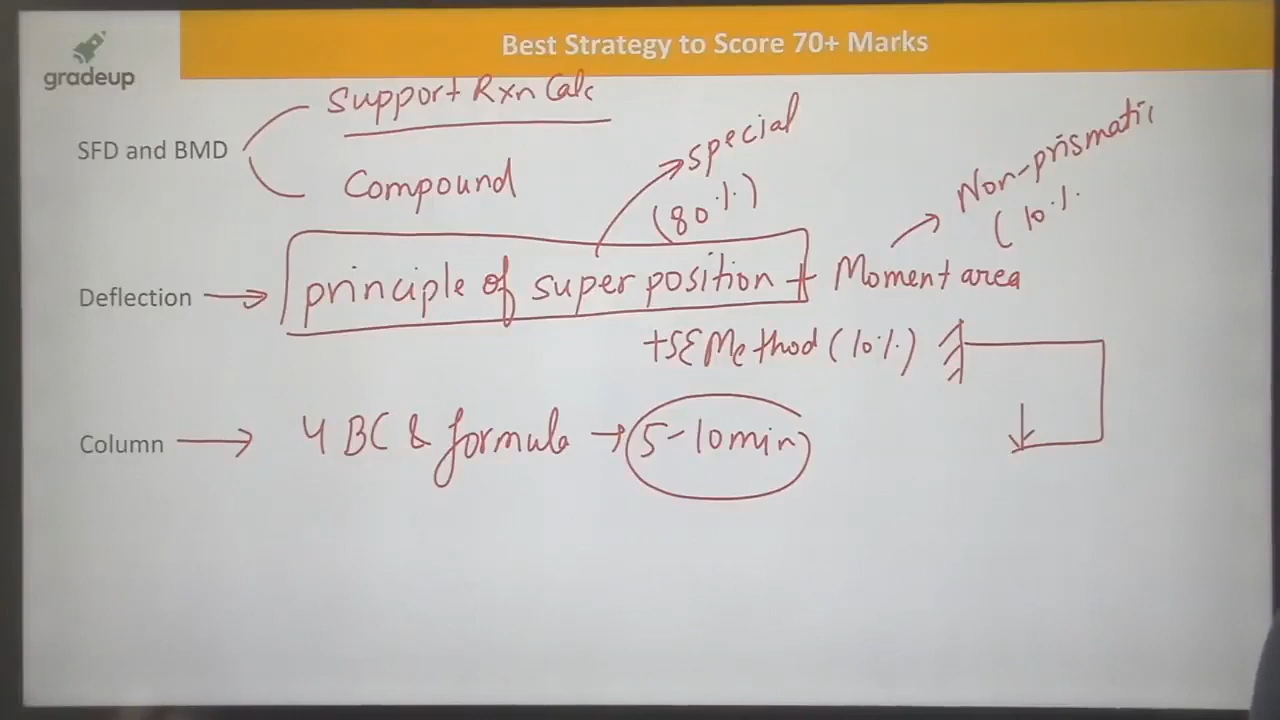 Best Strategy to Score 70+ Marks
gradeup
Support Rxn Calc
SFD and BMD
Compound
special
(80%)
Non-prismatic
(10%
Deflection → principle of super position + Moment area
+SE Method (10%)
Column → 4 BC & formula → 5-10min